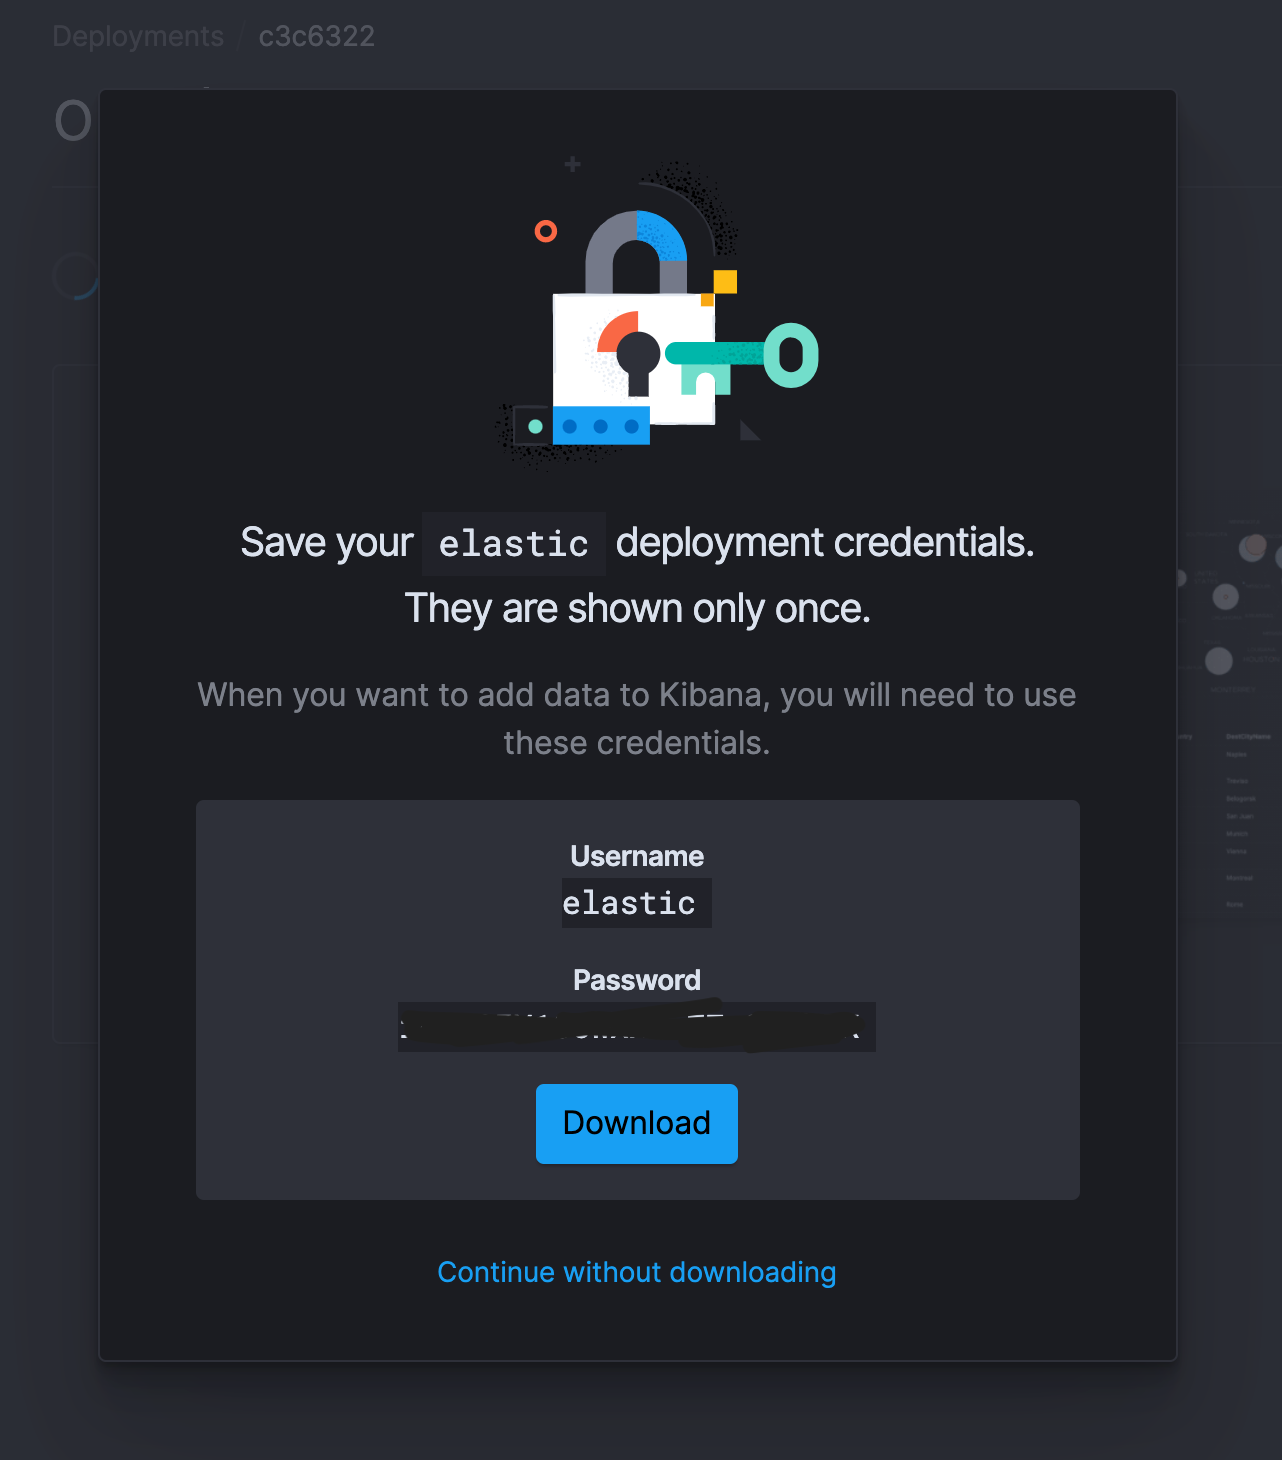 Deployments / c3c6322
Save your elastic deployment credentials.
They are shown only once.
When you want to add data to Kibana, you will need to use
these credentials.
Username
elastic
Password
Download
Continue without downloading